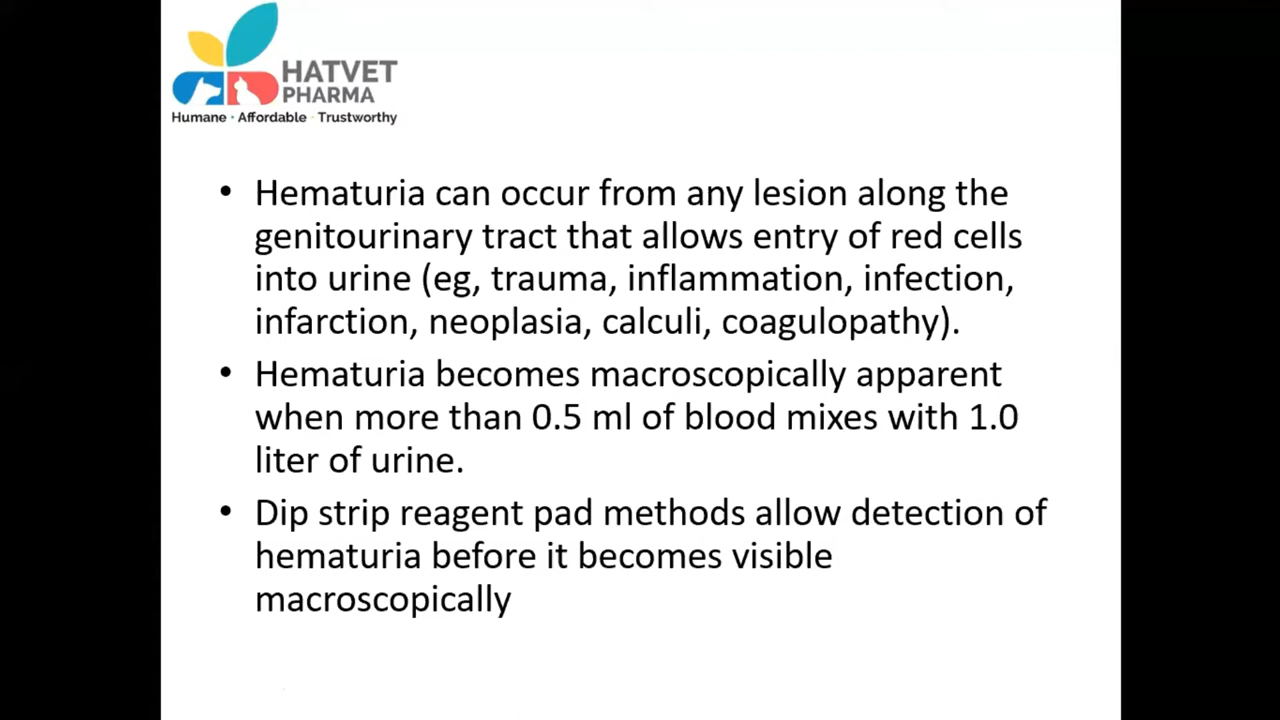 HATVET
PHARMA
Humane · Affordable · Trustworthy
• Hematuria can occur from any lesion along the
genitourinary tract that allows entry of red cells
into urine (eg, trauma, inflammation, infection,
infarction, neoplasia, calculi, coagulopathy).
• Hematuria becomes macroscopically apparent
when more than 0.5 ml of blood mixes with 1.0
liter of urine.
• Dip strip reagent pad methods allow detection of
hematuria before it becomes visible
macroscopically